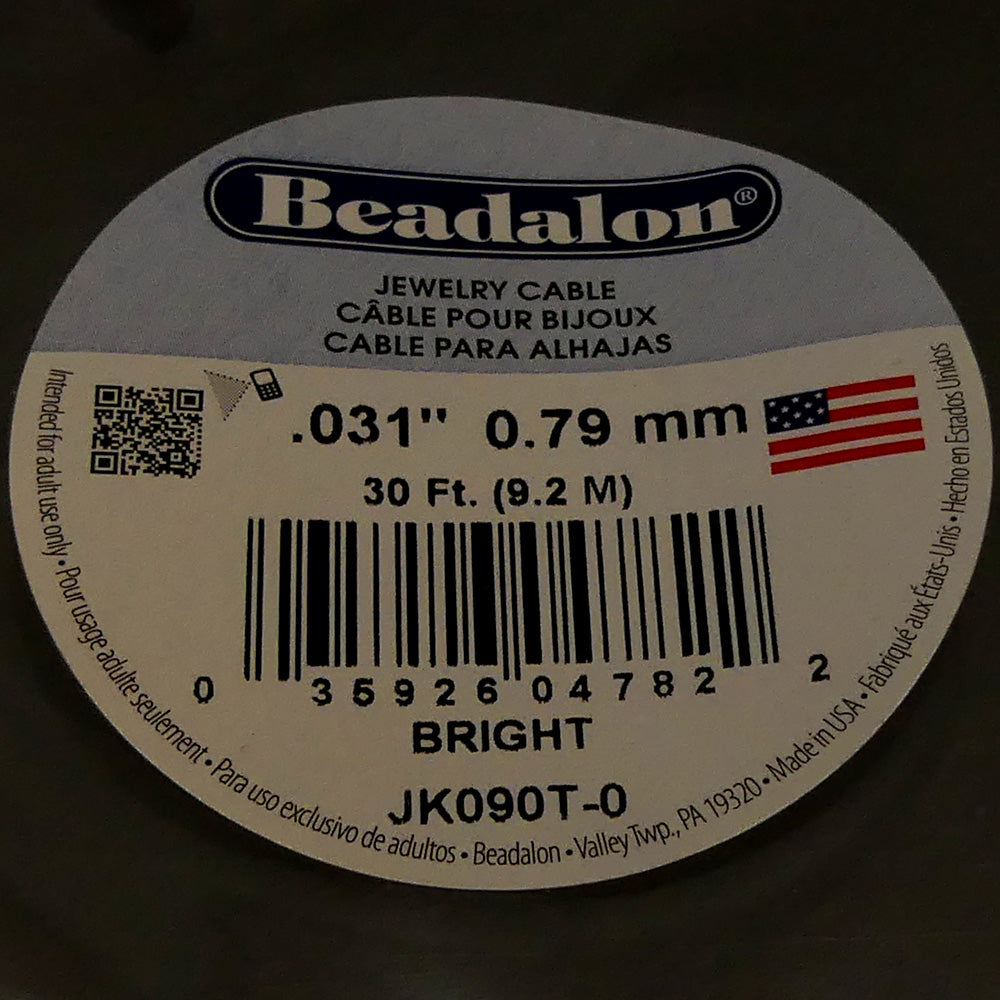 Beadalon®
JEWELRY CABLE
CÂBLE POUR BIJOUX
CABLE PARA ALHAJAS
.031" 0.79 mm
30 Ft. (9.2 M)
0 35926 04782 2
BRIGHT
JK090T-0
Intended for adult use only • Pour usage adulte seulement • Para uso exclusivo de adultos • Beadalon • Valley Twp., PA 19320 • Made in USA • Fabriqué aux États-Unis • Hecho en Estados Unidos